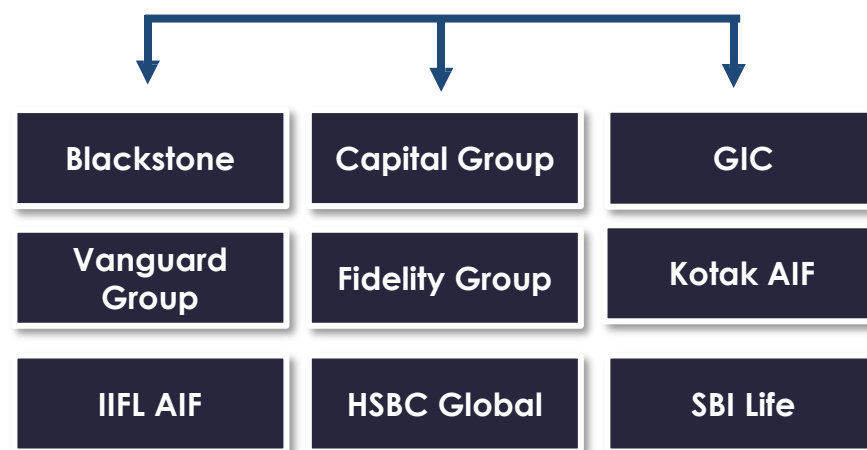 Blackstone
Capital Group
GIC
Vanguard
Group
Fidelity Group
Kotak AIF
IIFL AIF
HSBC Global
SBI Life